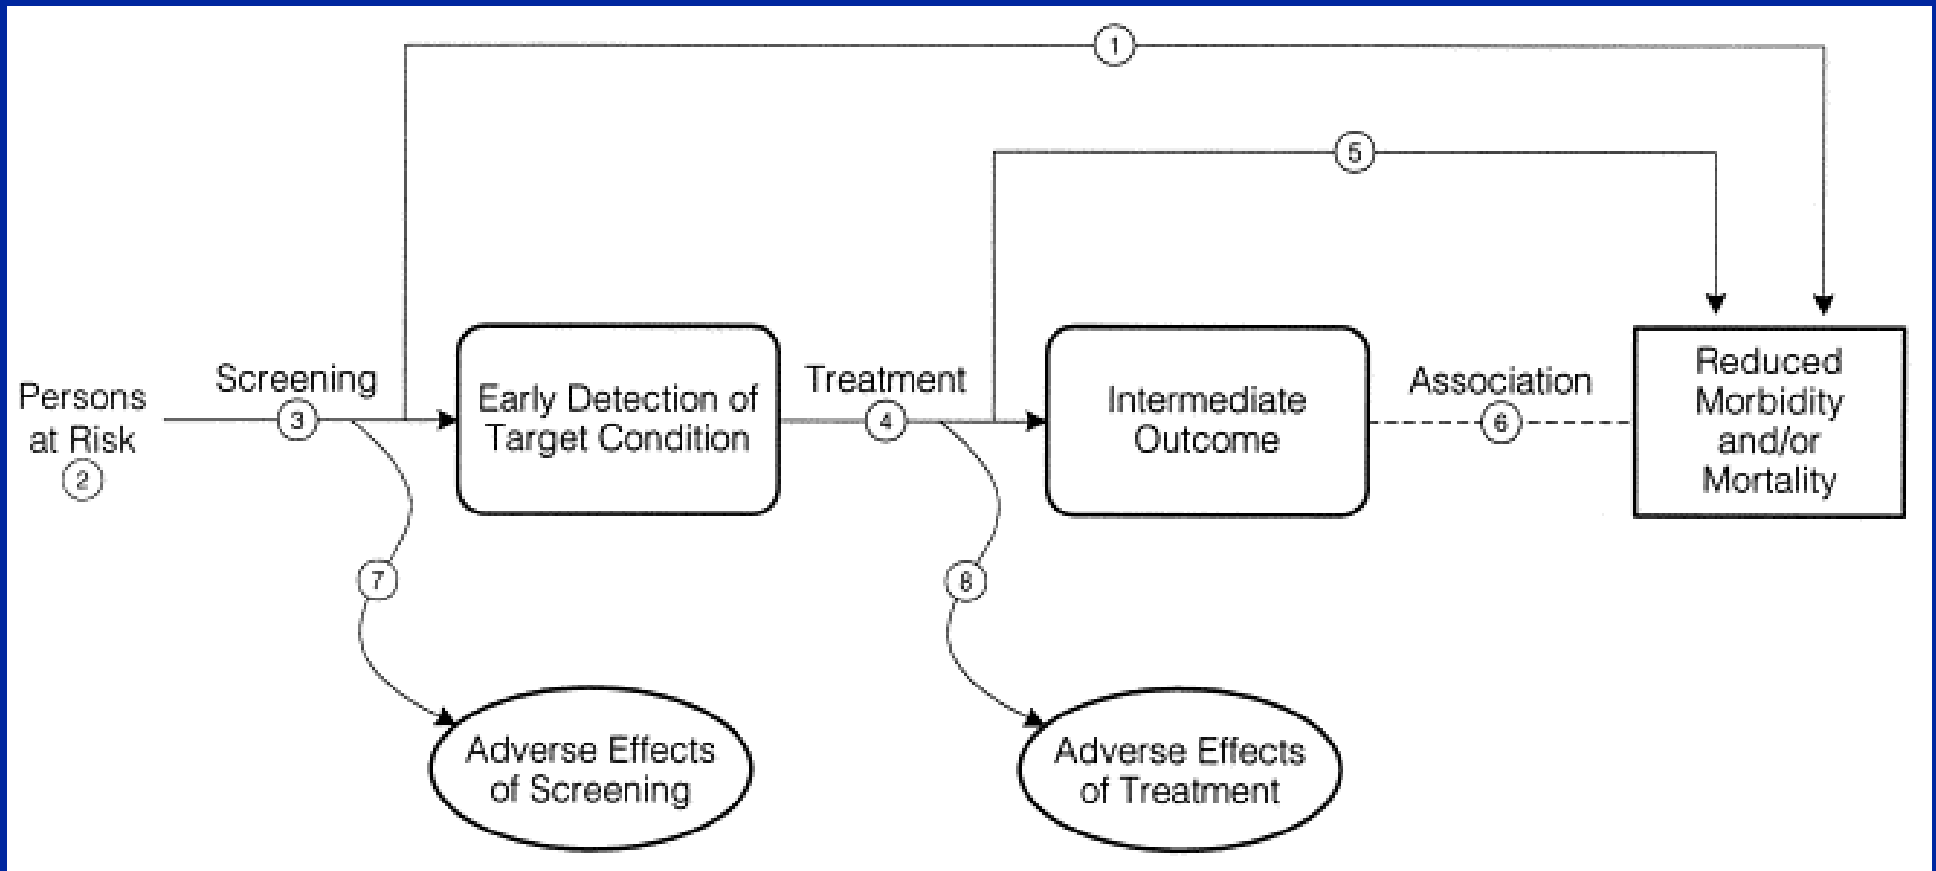 1
5
Persons
at Risk
2
Screening
3
Early Detection of
Target Condition
Treatment
4
Intermediate
Outcome
Association
6
Reduced
Morbidity
and/or
Mortality
7
8
Adverse Effects
of Screening
Adverse Effects
of Treatment